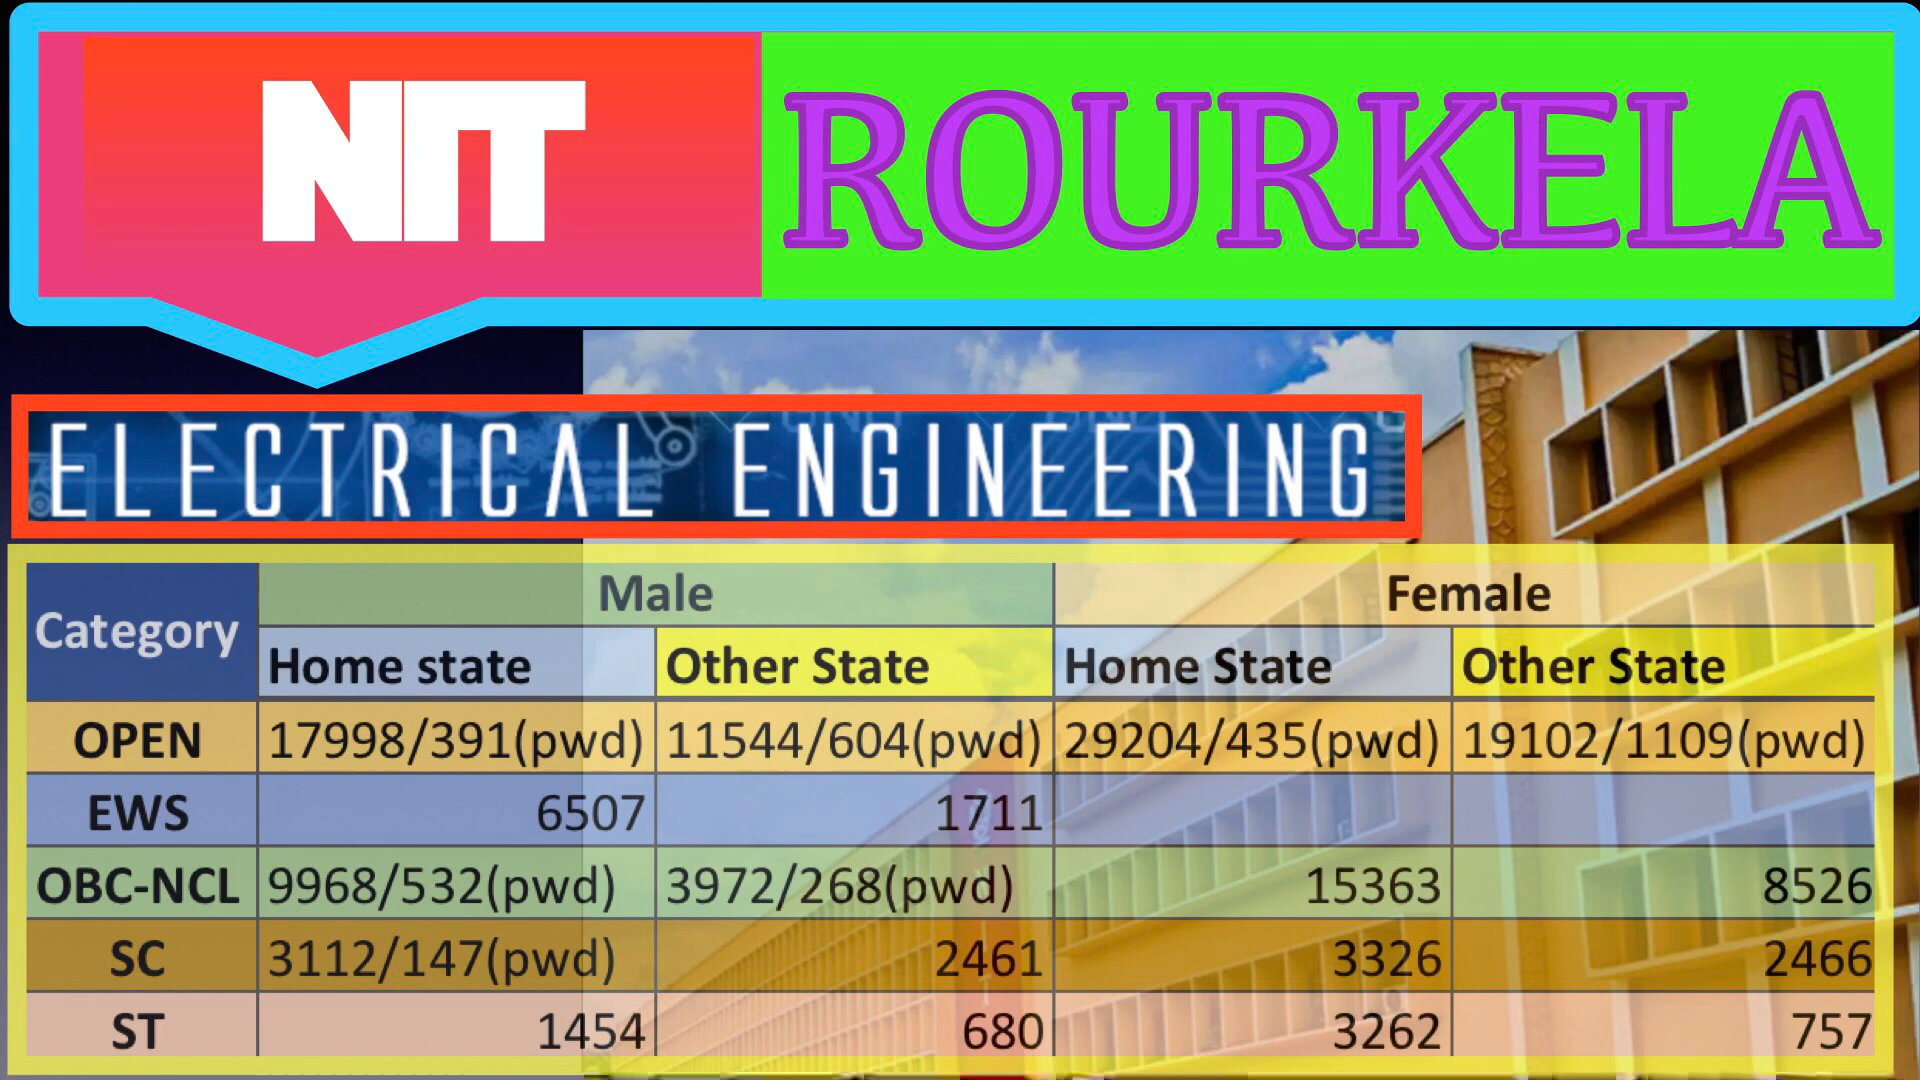 NIT ROURKELA
ELECTRICAL ENGINEERING
Category Male Female
Home state Other State Home State Other State
OPEN 17998/391(pwd) 11544/604(pwd) 29204/435(pwd) 19102/1109(pwd)
EWS 6507 1711
OBC-NCL 9968/532(pwd) 3972/268(pwd) 15363 8526
SC 3112/147(pwd) 2461 3326 2466
ST 1454 680 3262 757